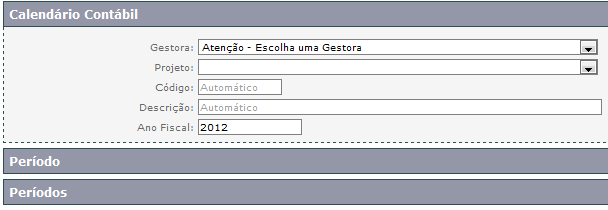 Calendário Contábil
Gestora: Atenção - Escolha uma Gestora
Projeto:
Código: Automático
Descrição: Automático
Ano Fiscal: 2012
Período
Períodos